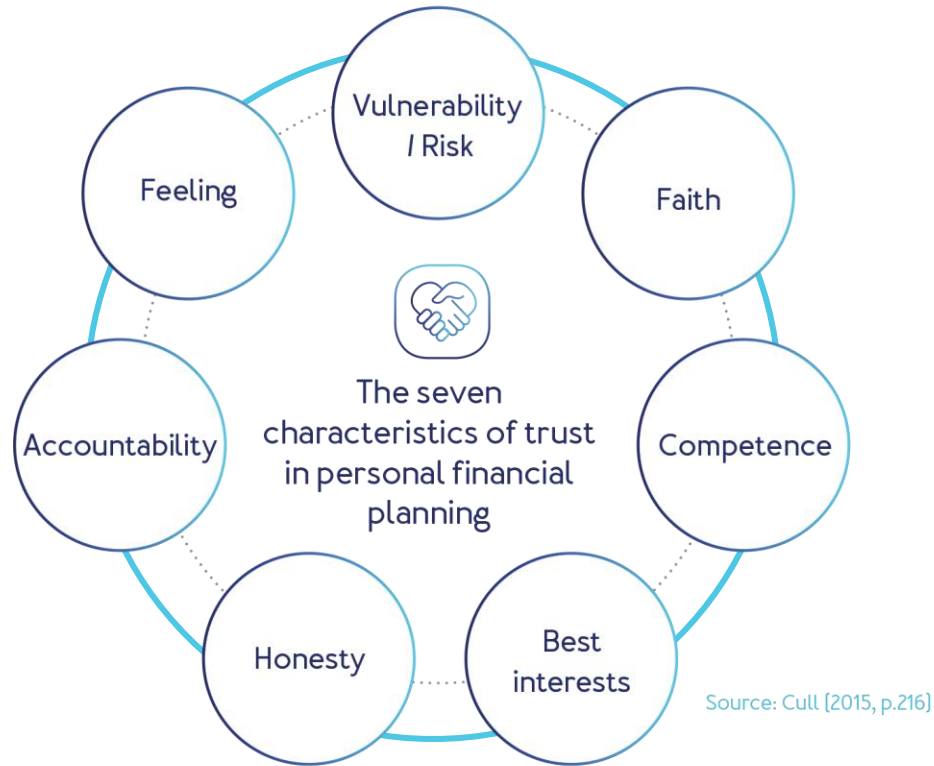 Vulnerability
/ Risk
Feeling
Faith
The seven
characteristics of trust
in personal financial
planning
Accountability
Competence
Honesty
Best
interests
Source: Cull (2015, p.216)